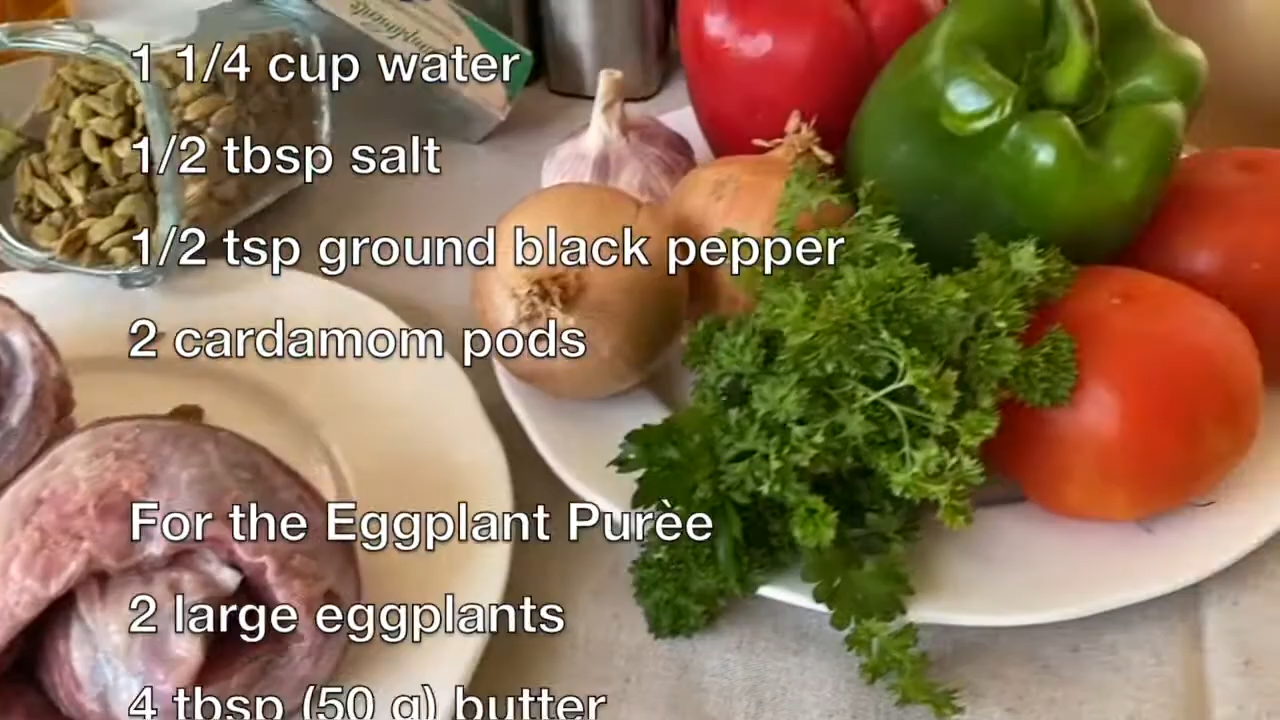 Compliments
1 1/4 cup water
1/2 tbsp salt
1/2 tsp ground black pepper
2 cardamom pods
For the Eggplant Purèe
2 large eggplants
4 tbsp (50 g) butter